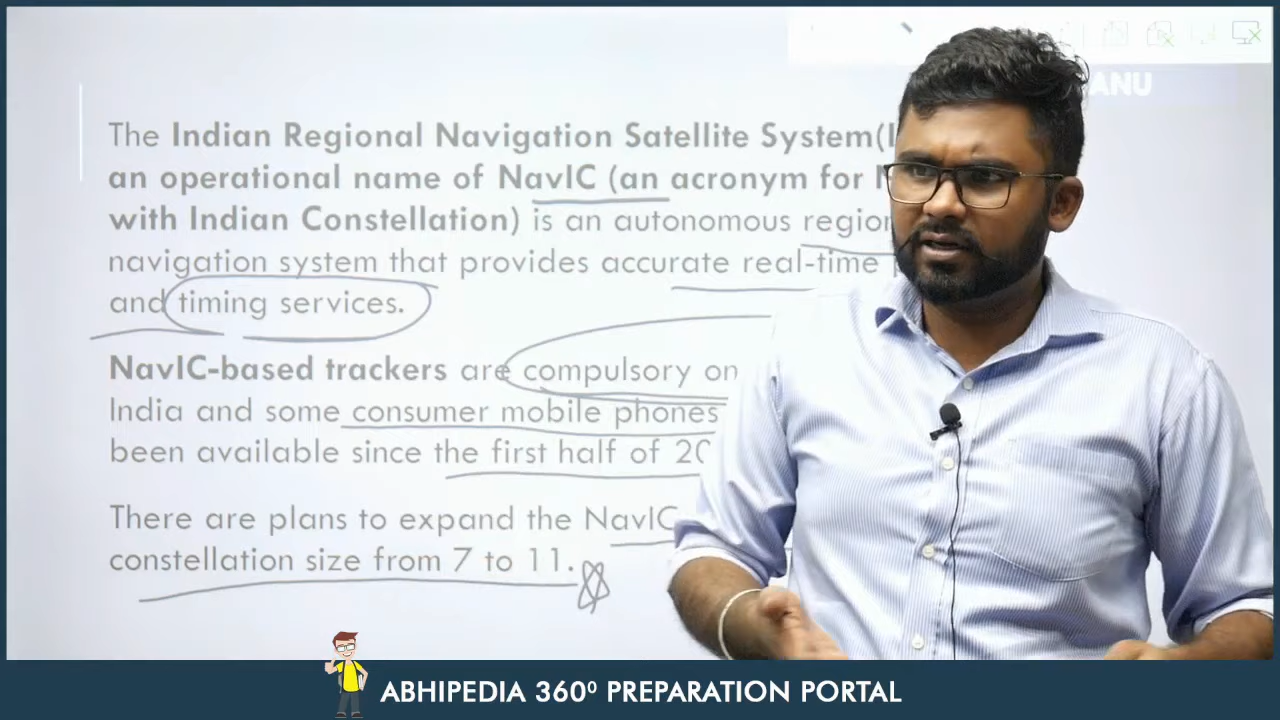 ANU
The Indian Regional Navigation Satellite System(
an operational name of NavIC (an acronym for
with Indian Constellation) is an autonomous region
navigation system that provides accurate real-time
and timing services.
NavIC-based trackers are compulsory on
India and some consumer mobile phones
been available since the first half of 20
There are plans to expand the NavIC
constellation size from 7 to 11.
ABHIPEDIA 360⁰ PREPARATION PORTAL